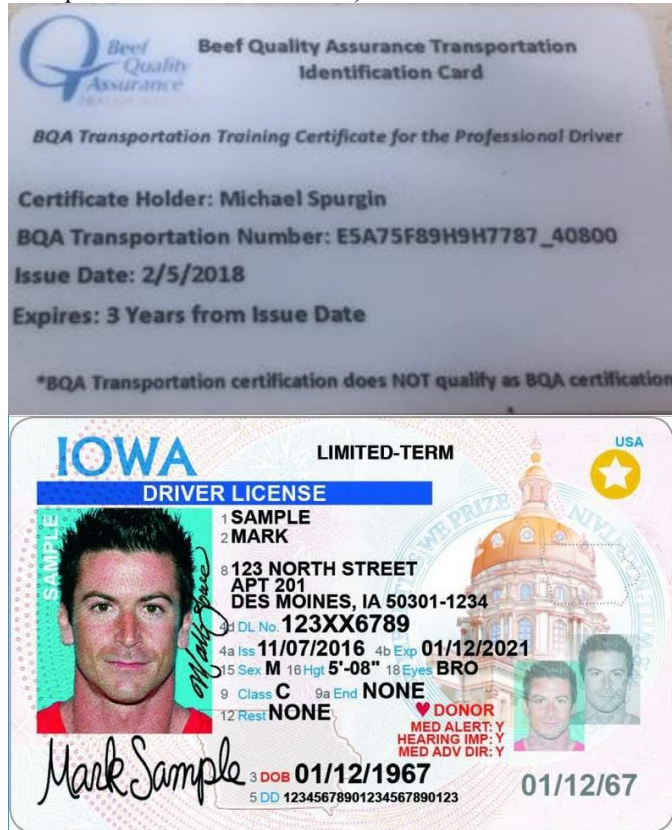 Beef
Quality
Assurance
Beef Quality Assurance Transportation
Identification Card
BQA Transportation Training Certificate for the Professional Driver
Certificate Holder: Michael Spurgin
BQA Transportation Number: E5A75F89H9H7787_40800
Issue Date: 2/5/2018
Expires: 3 Years from Issue Date
*BQA Transportation certification does NOT qualify as BQA certification
IOWA
LIMITED-TERM
USA
DRIVER LICENSE
SAMPLE
1 SAMPLE
2 MARK
8 123 NORTH STREET
APT 201
DES MOINES, IA 50301-1234
4d DL No. 123XX6789
4a Iss 11/07/2016 4b Exp 01/12/2021
15 Sex M 16 Hgt 5'-08" 18 Eyes BRO
9 Class C 9a End NONE
12 Rest NONE
DONOR
MED ALERT: Y
HEARING IMP: Y
MED ADV DIR: Y
Mark Sample
3 DOB 01/12/1967
01/12/67
5 DD 12345678901234567890123